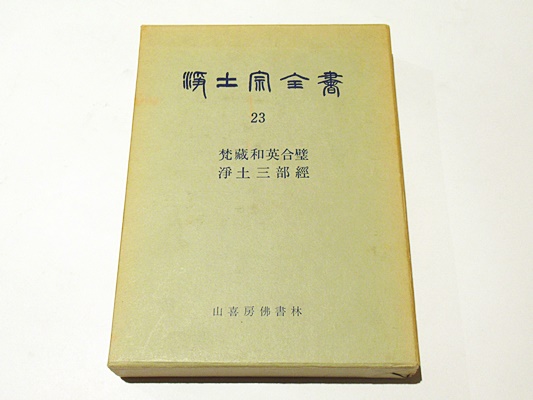 淨土宗全書
23
梵藏和英合璧
淨土三部經
山喜房佛書林